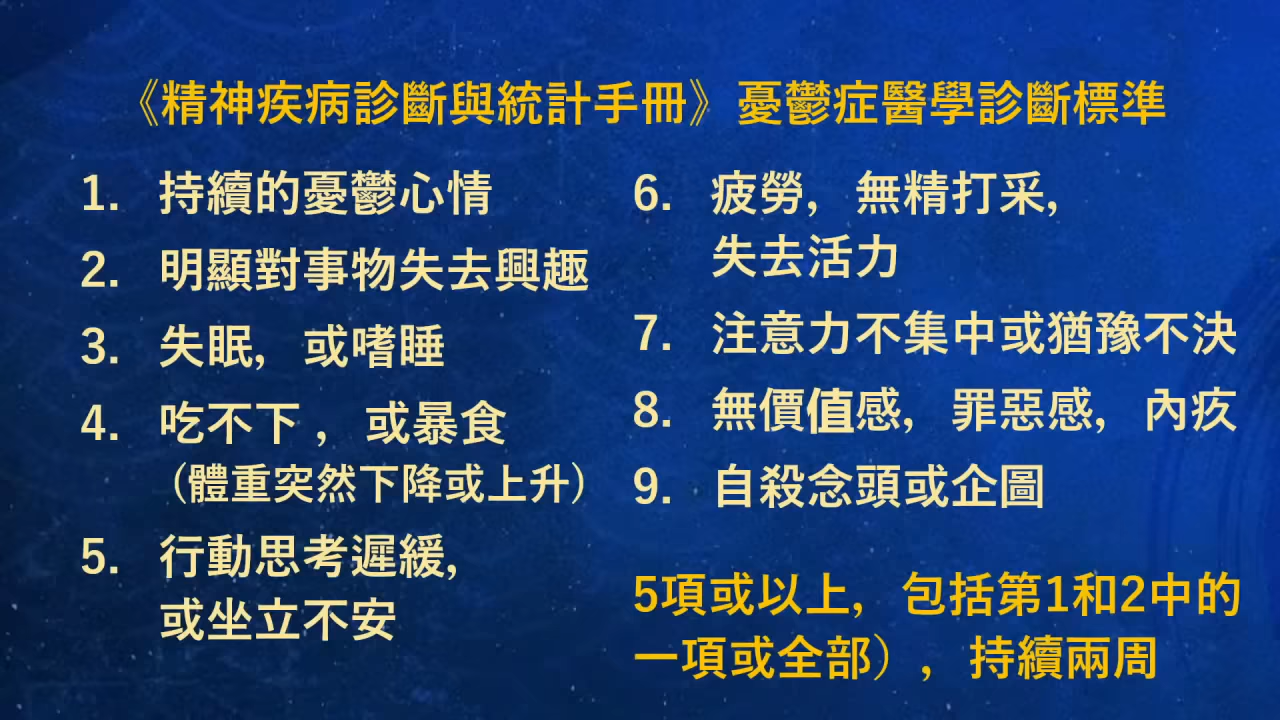 《精神疾病診斷與統計手冊》憂鬱症醫學診斷標準
1. 持續的憂鬱心情
2. 明顯對事物失去興趣
3. 失眠, 或嗜睡
4. 吃不下 , 或暴食
(體重突然下降或上升)
5. 行動思考遲緩,
或坐立不安
6. 疲勞, 無精打采,
失去活力
7. 注意力不集中或猶豫不決
8. 無價值感, 罪惡感, 內疚
9. 自殺念頭或企圖
5項或以上, 包括第1和2中的
一項或全部）, 持續兩周